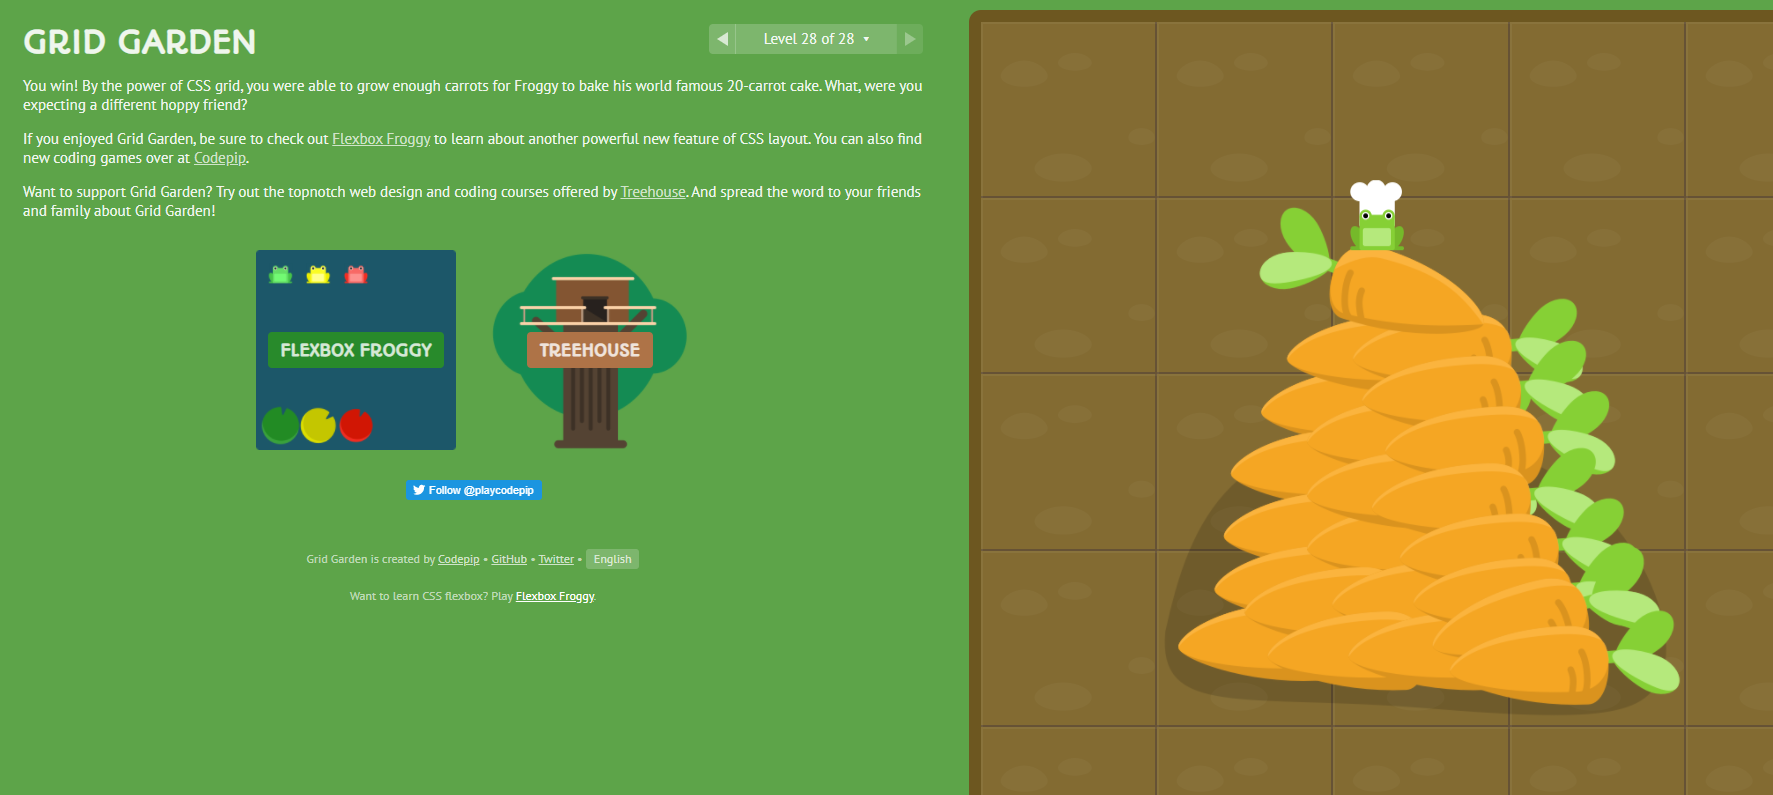 GRID GARDEN
Level 28 of 28
You win! By the power of CSS grid, you were able to grow enough carrots for Froggy to bake his world famous 20-carrot cake. What, were you
expecting a different hoppy friend?
If you enjoyed Grid Garden, be sure to check out Flexbox Froggy to learn about another powerful new feature of CSS layout. You can also find
new coding games over at Codepip.
Want to support Grid Garden? Try out the topnotch web design and coding courses offered by Treehouse. And spread the word to your friends
and family about Grid Garden!
FLEXBOX FROGGY
TREEHOUSE
Follow @playcodepip
Grid Garden is created by Codepip • GitHub • Twitter • English
Want to learn CSS flexbox? Play Flexbox Froggy.